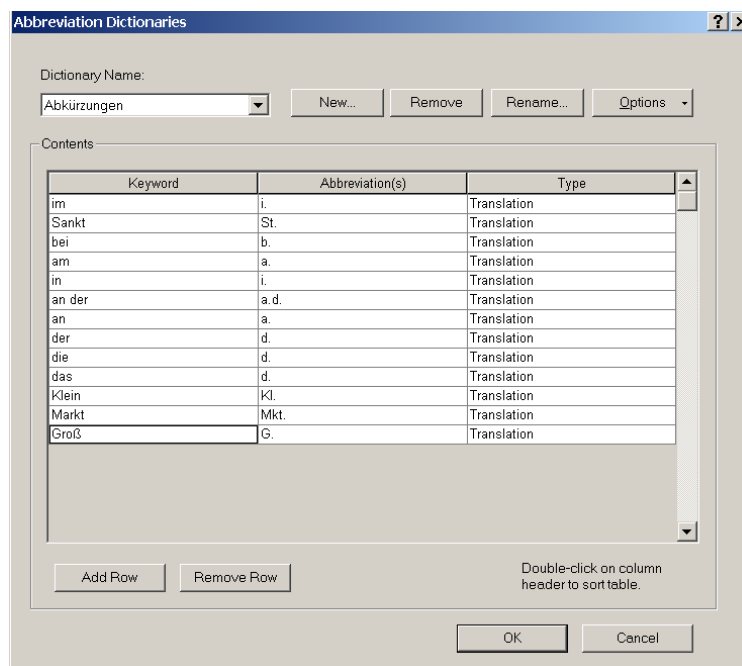 Abbreviation Dictionaries
Dictionary Name:
Abkürzungen New... Remove Rename... Options
Contents
Keyword Abbreviation(s) Type
im i. Translation
Sankt St. Translation
bei b. Translation
am a. Translation
in i. Translation
an der a.d. Translation
an a. Translation
der d. Translation
die d. Translation
das d. Translation
Klein Kl. Translation
Markt Mkt. Translation
Groß G. Translation
Add Row Remove Row Double-click on column
header to sort table.
OK Cancel